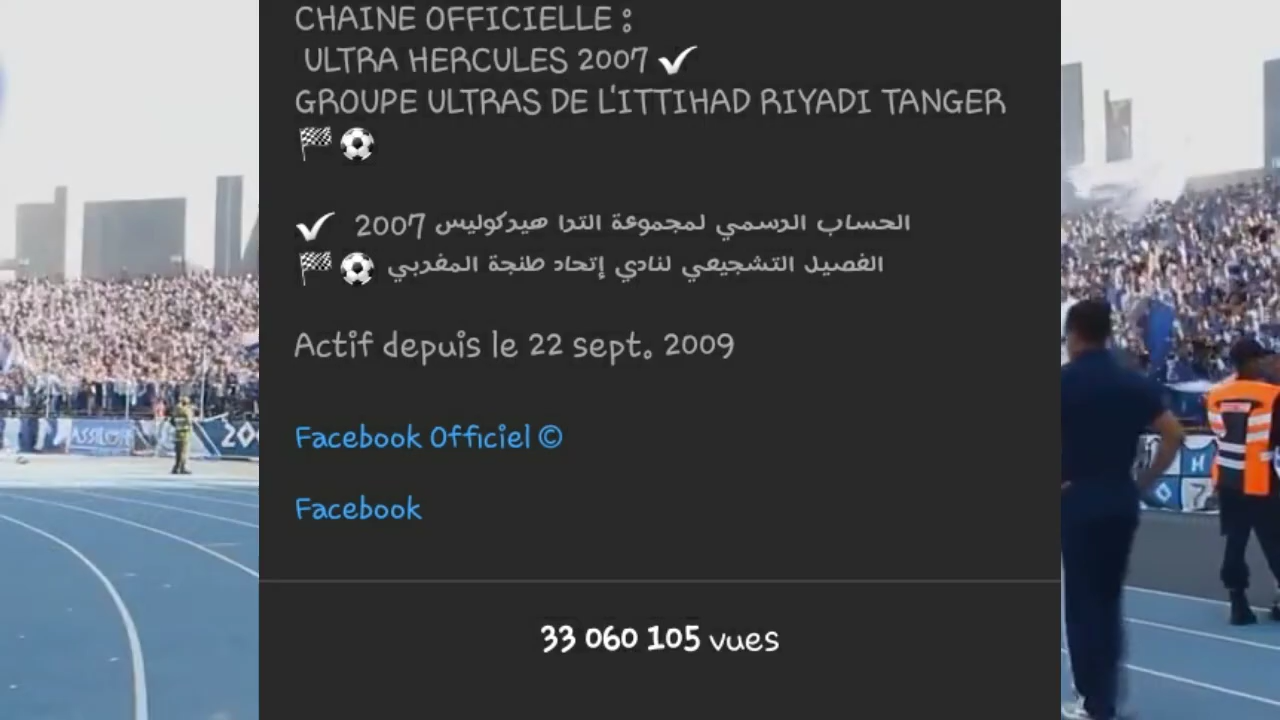 CHAINE OFFICIELLE :
ULTRA HERCULES 2007 ✔
GROUPE ULTRAS DE L'ITTIHAD RIYADI TANGER
🏁⚽
✔ 2007 الحساب الرسمي لمجموعة الترا هيركوليس
🏁⚽ الفصيل التشجيعي لنادي إتحاد طنجة المغربي
Actif depuis le 22 sept. 2009
Facebook Officiel ©
Facebook
33 060 105 vues